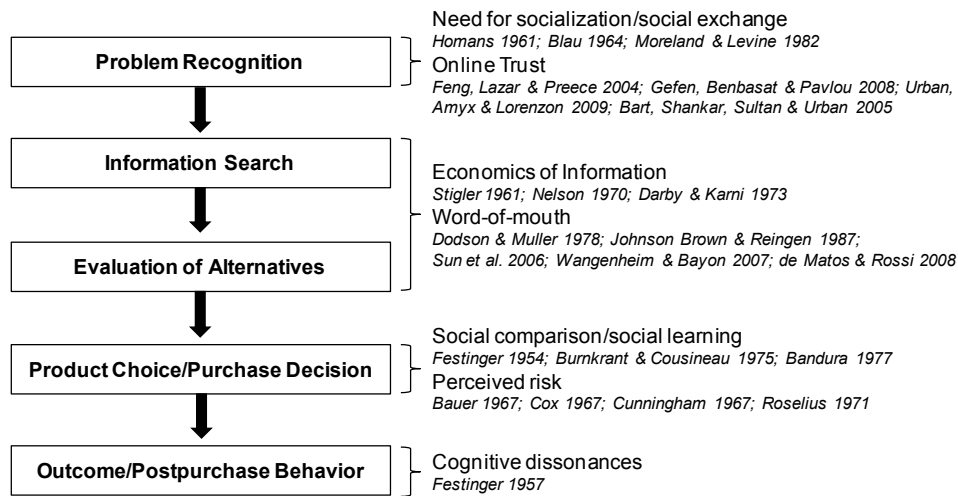 Need for socialization/social exchange
Homans 1961; Blau 1964; Moreland & Levine 1982
Problem Recognition
Online Trust
Feng, Lazar & Preece 2004; Gefen, Benbasat & Pavlou 2008; Urban,
Amyx & Lorenzon 2009; Bart, Shankar, Sultan & Urban 2005
Information Search
Economics of Information
Stigler 1961; Nelson 1970; Darby & Karni 1973
Word-of-mouth
Dodson & Muller 1978; Johnson Brown & Reingen 1987;
Sun et al. 2006; Wangenheim & Bayon 2007; de Matos & Rossi 2008
Evaluation of Alternatives
Social comparison/social learning
Festinger 1954; Burnkrant & Cousineau 1975; Bandura 1977
Product Choice/Purchase Decision
Perceived risk
Bauer 1967; Cox 1967; Cunningham 1967; Roselius 1971
Outcome/Postpurchase Behavior
Cognitive dissonances
Festinger 1957